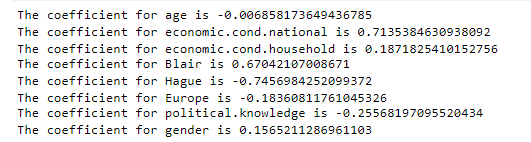 The coefficient for age is -0.006858173649436785
The coefficient for economic.cond.national is 0.7135384630938092
The coefficient for economic.cond.household is 0.1871825410152756
The coefficient for Blair is 0.67042107008671
The coefficient for Hague is -0.7456984252099372
The coefficient for Europe is -0.18360811761045326
The coefficient for political.knowledge is -0.25568197095520434
The coefficient for gender is 0.1565211286961103